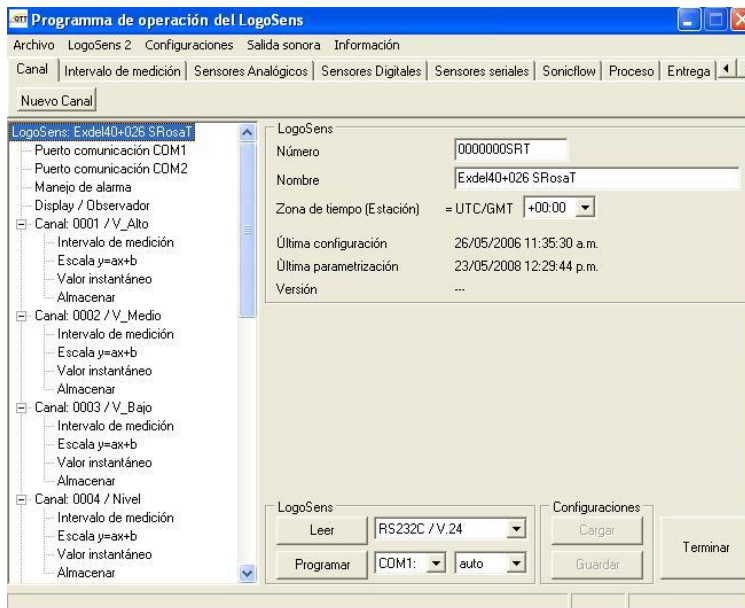 OTT Programa de operación del LogoSens
Archivo LogoSens 2 Configuraciones Salida sonora Información
Canal Intervalo de medición Sensores Analógicos Sensores Digitales Sensores seriales Sonicflow Proceso Entrega
Nuevo Canal
LogoSens: Exdel40+026 SRosaT
Puerto comunicación COM1
Puerto comunicación COM2
Manejo de alarma
Display / Observador
Canal: 0001 / V_Alto
Intervalo de medición
Escala y=ax+b
Valor instantáneo
Almacenar
Canal: 0002 / V_Medio
Intervalo de medición
Escala y=ax+b
Valor instantáneo
Almacenar
Canal: 0003 / V_Bajo
Intervalo de medición
Escala y=ax+b
Valor instantáneo
Almacenar
Canal: 0004 / Nivel
Intervalo de medición
Escala y=ax+b
Valor instantáneo
Almacenar
LogoSens
Número 0000000SRT
Nombre Exdel40+026 SRosaT
Zona de tiempo (Estación) = UTC/GMT +00:00
Última configuración 26/05/2006 11:35:30 a.m.
Ùltima parametrización 23/05/2008 12:29:44 p.m.
Versión ---
LogoSens
Leer RS232C / V.24
Programar COM1: auto
Configuraciones
Cargar
Guardar
Terminar